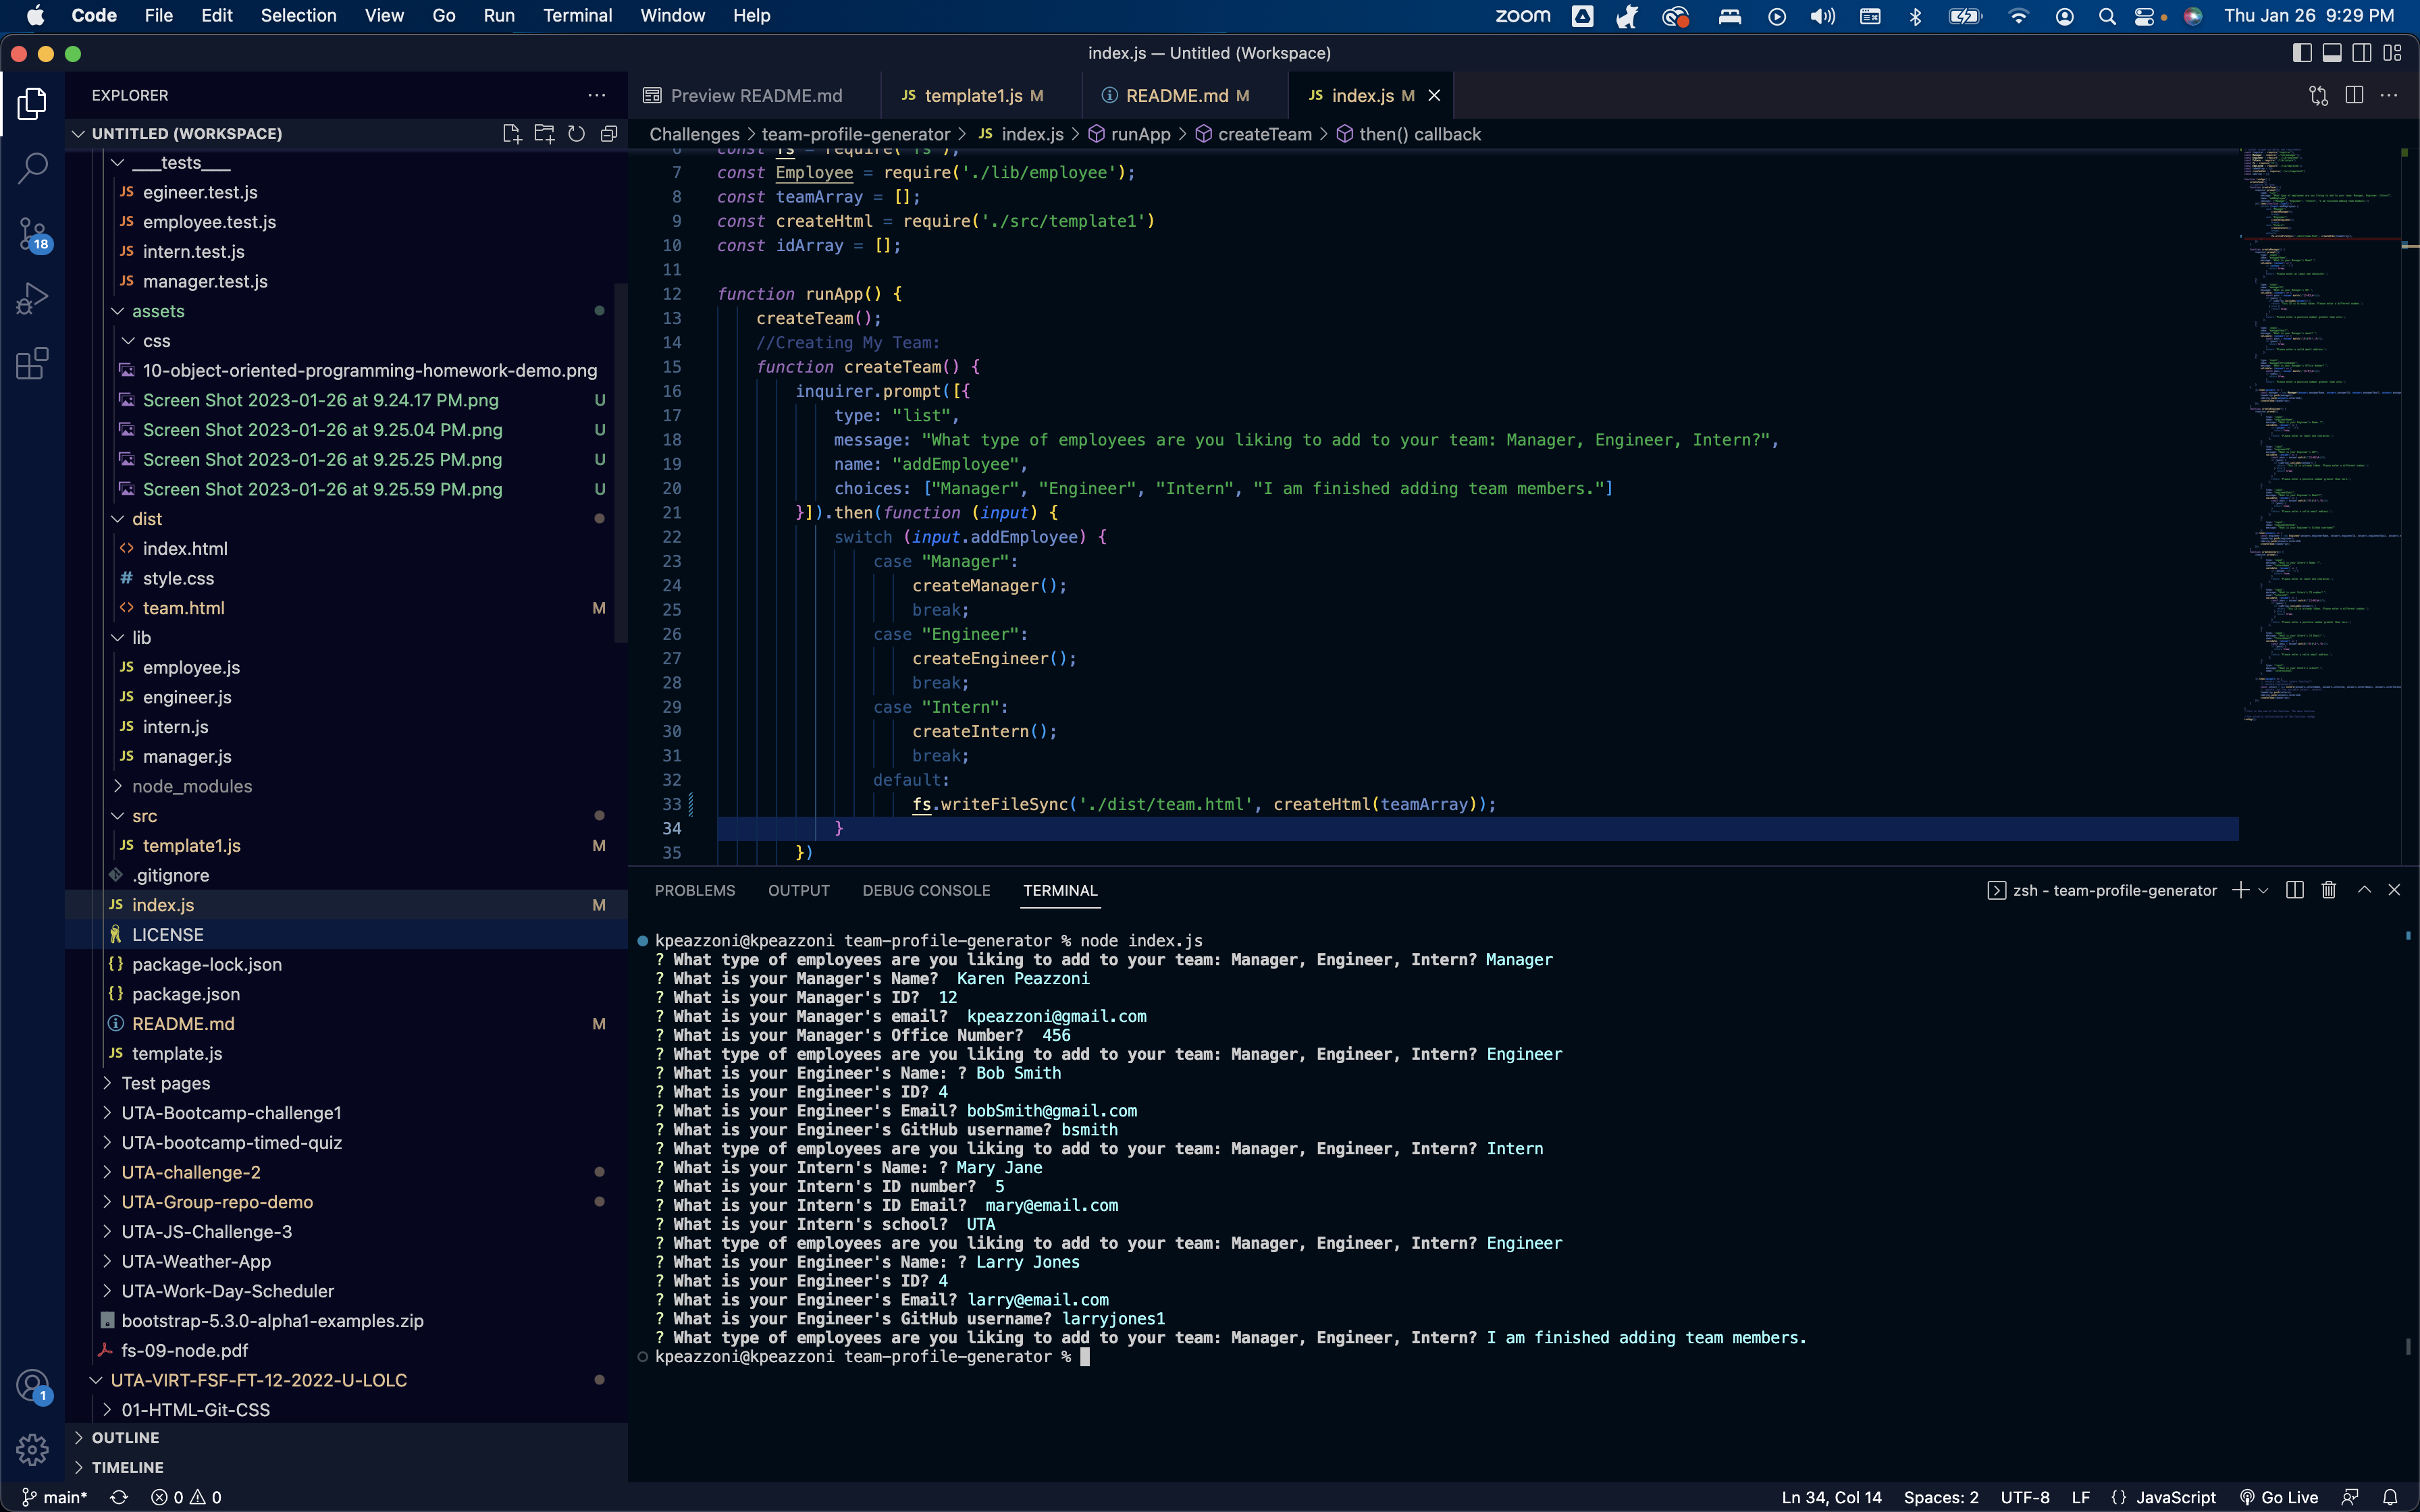 Code File Edit Selection View Go Run Terminal Window Help zoom Thu Jan 26 9:29 PM
index.js — Untitled (Workspace)
EXPLORER
UNTITLED (WORKSPACE)
___tests___
egineer.test.js
employee.test.js
intern.test.js
manager.test.js
assets
css
10-object-oriented-programming-homework-demo.png
Screen Shot 2023-01-26 at 9.24.17 PM.png U
Screen Shot 2023-01-26 at 9.25.04 PM.png U
Screen Shot 2023-01-26 at 9.25.25 PM.png U
Screen Shot 2023-01-26 at 9.25.59 PM.png U
dist
index.html
style.css
team.html M
lib
employee.js
engineer.js
intern.js
manager.js
node_modules
src
template1.js M
.gitignore
index.js M
LICENSE
package-lock.json
package.json
README.md M
template.js
Test pages
UTA-Bootcamp-challenge1
UTA-bootcamp-timed-quiz
UTA-challenge-2
UTA-Group-repo-demo
UTA-JS-Challenge-3
UTA-Weather-App
UTA-Work-Day-Scheduler
bootstrap-5.3.0-alpha1-examples.zip
fs-09-node.pdf
UTA-VIRT-FSF-FT-12-2022-U-LOLC
01-HTML-Git-CSS
OUTLINE
TIMELINE
18
1
Preview README.md JS template1.js M README.md M JS index.js M
Challenges > team-profile-generator > JS index.js > runApp > createTeam > then() callback
6 const fs = require('fs');
7 const Employee = require('./lib/employee');
8 const teamArray = [];
9 const createHtml = require('./src/template1')
10 const idArray = [];
11
12 function runApp() {
13 createTeam();
14 //Creating My Team:
15 function createTeam() {
16 inquirer.prompt([{
17 type: "list",
18 message: "What type of employees are you liking to add to your team: Manager, Engineer, Intern?",
19 name: "addEmployee",
20 choices: ["Manager", "Engineer", "Intern", "I am finished adding team members."]
21 }]).then(function (input) {
22 switch (input.addEmployee) {
23 case "Manager":
24 createManager();
25 break;
26 case "Engineer":
27 createEngineer();
28 break;
29 case "Intern":
30 createIntern();
31 break;
32 default:
33 fs.writeFileSync('./dist/team.html', createHtml(teamArray));
34 }
35 })
PROBLEMS OUTPUT DEBUG CONSOLE TERMINAL zsh - team-profile-generator
kpeazzoni@kpeazzoni team-profile-generator % node index.js
? What type of employees are you liking to add to your team: Manager, Engineer, Intern? Manager
? What is your Manager's Name? Karen Peazzoni
? What is your Manager's ID? 12
? What is your Manager's email? kpeazzoni@gmail.com
? What is your Manager's Office Number? 456
? What type of employees are you liking to add to your team: Manager, Engineer, Intern? Engineer
? What is your Engineer's Name: ? Bob Smith
? What is your Engineer's ID? 4
? What is your Engineer's Email? bobSmith@gmail.com
? What is your Engineer's GitHub username? bsmith
? What type of employees are you liking to add to your team: Manager, Engineer, Intern? Intern
? What is your Intern's Name: ? Mary Jane
? What is your Intern's ID number? 5
? What is your Intern's ID Email? mary@email.com
? What is your Intern's school? UTA
? What type of employees are you liking to add to your team: Manager, Engineer, Intern? Engineer
? What is your Engineer's Name: ? Larry Jones
? What is your Engineer's ID? 4
? What is your Engineer's Email? larry@email.com
? What is your Engineer's GitHub username? larryjones1
? What type of employees are you liking to add to your team: Manager, Engineer, Intern? I am finished adding team members.
kpeazzoni@kpeazzoni team-profile-generator %
main* 0 0 Ln 34, Col 14 Spaces: 2 UTF-8 LF {} JavaScript Go Live